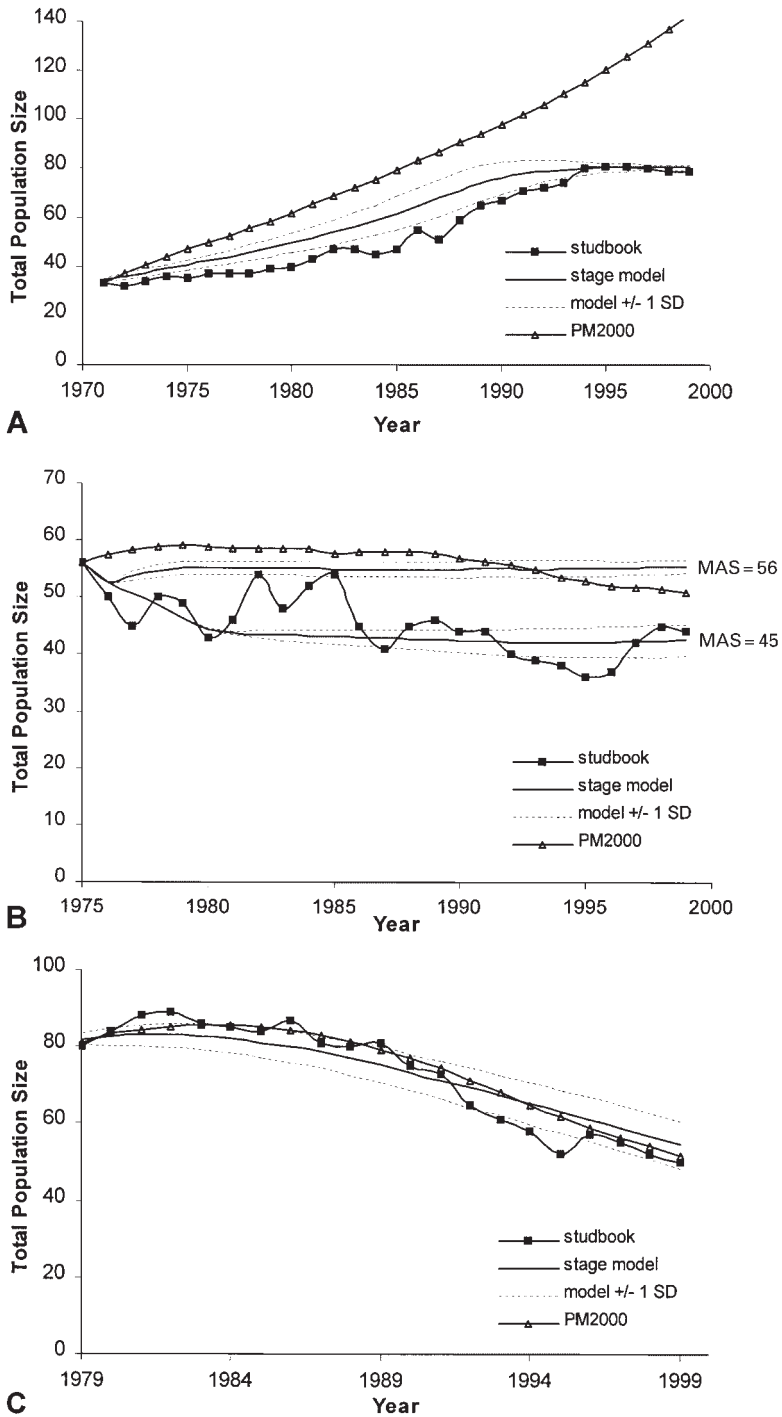 140
120
100
80
60
40
20
0
Total Population Size
studbook
stage model
model +/- 1 SD
PM2000
1970 1975 1980 1985 1990 1995 2000
Year
A
70
60
50
40
30
20
10
0
Total Population Size
MAS = 56
MAS = 45
studbook
stage model
model +/- 1 SD
PM2000
1975 1980 1985 1990 1995 2000
Year
B
100
80
60
40
20
0
Total Population Size
studbook
stage model
model +/- 1 SD
PM2000
1979 1984 1989 1994 1999
Year
C